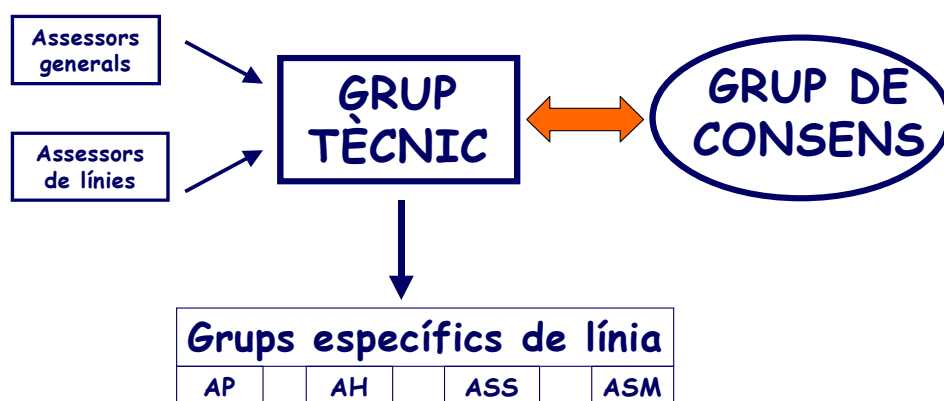 Assessors
generals
Assessors
de línies
GRUP
TÈCNIC
GRUP DE
CONSENS
Grups específics de línia
AP
AH
ASS
ASM